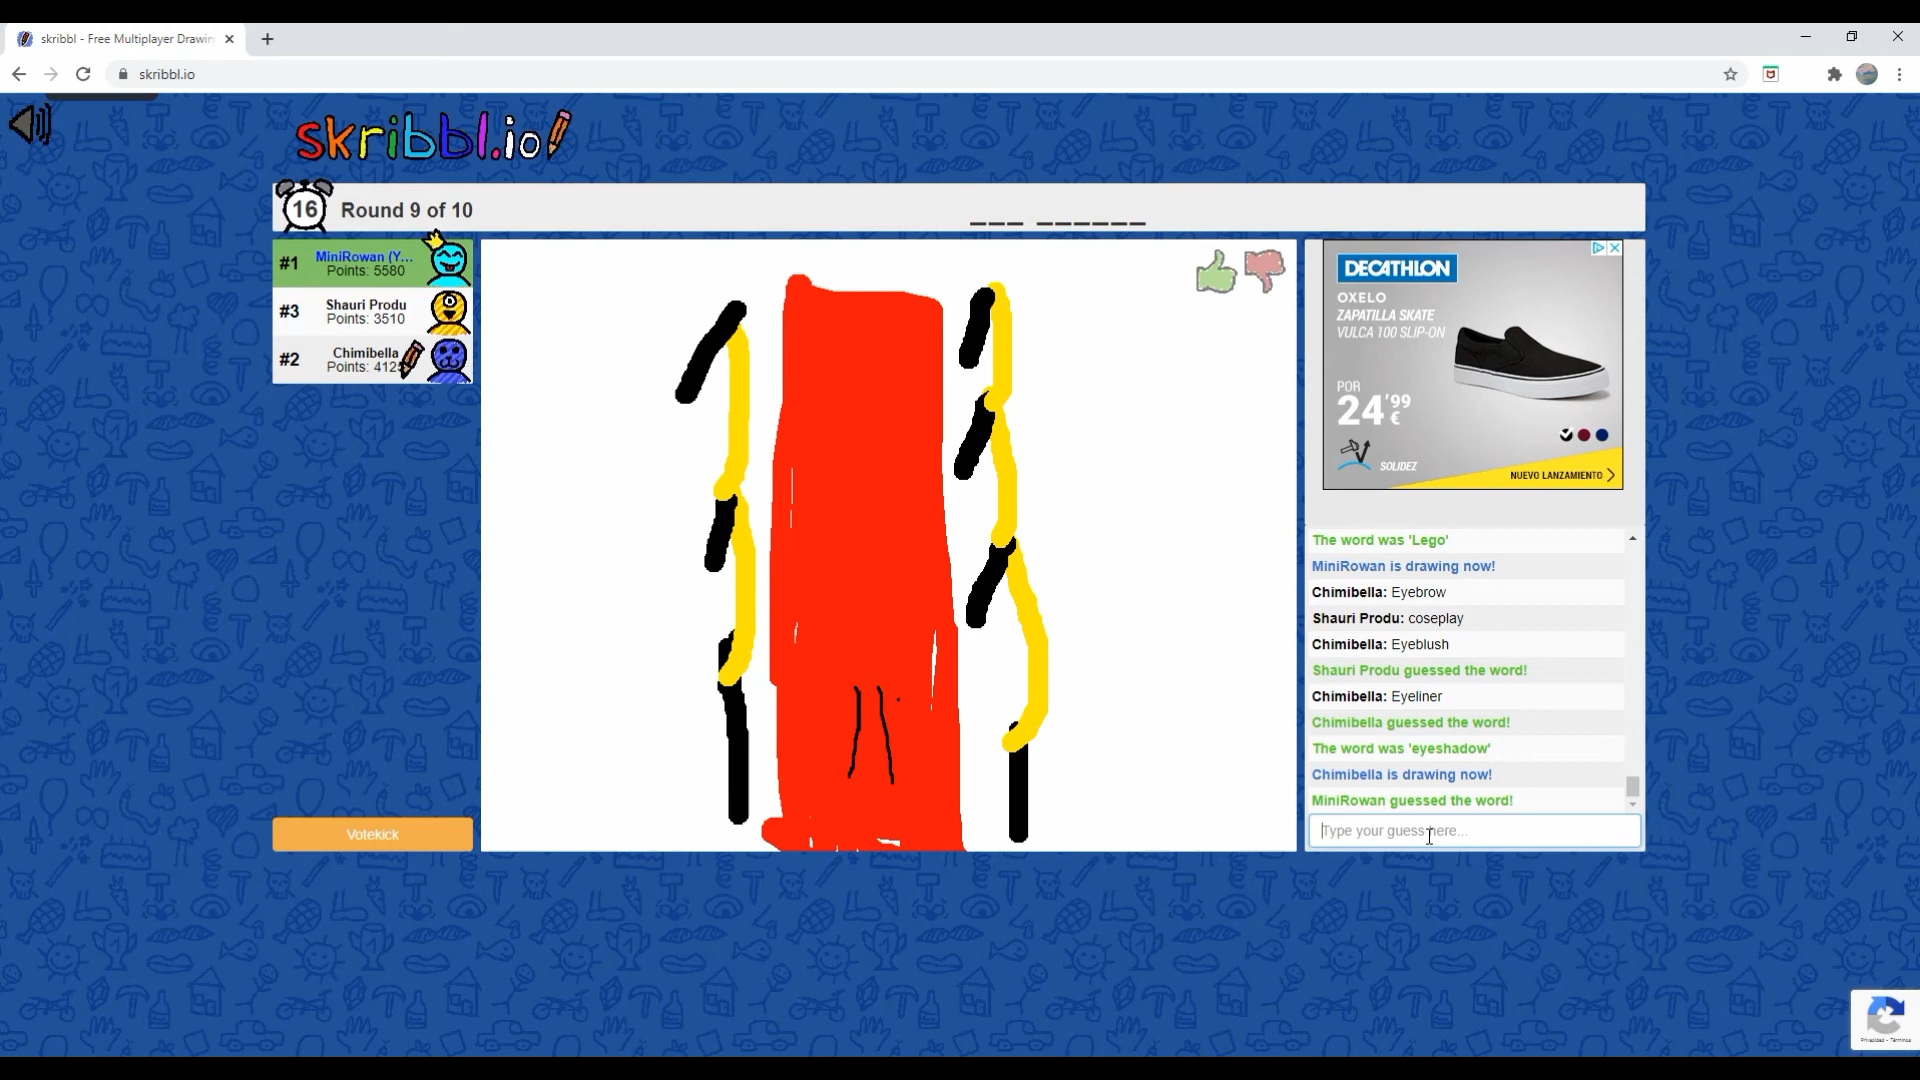 skribbl - Free Multiplayer Drawin
skribbl.io
skribbl.io
16
Round 9 of 10
___ ______
#1
MiniRowan (Y...
Points: 5580
#3
Shauri Produ
Points: 3510
#2
Chimibella
Points: 412
Votekick
DECATHLON
OXELO
ZAPATILLA SKATE
VULCA 100 SLIP-ON
POR
24'99 €
SOLIDEZ
NUEVO LANZAMIENTO
The word was 'Lego'
MiniRowan is drawing now!
Chimibella: Eyebrow
Shauri Produ: coseplay
Chimibella: Eyeblush
Shauri Produ guessed the word!
Chimibella: Eyeliner
Chimibella guessed the word!
The word was 'eyeshadow'
Chimibella is drawing now!
MiniRowan guessed the word!
Type your guess here...
Privacidad - Términos